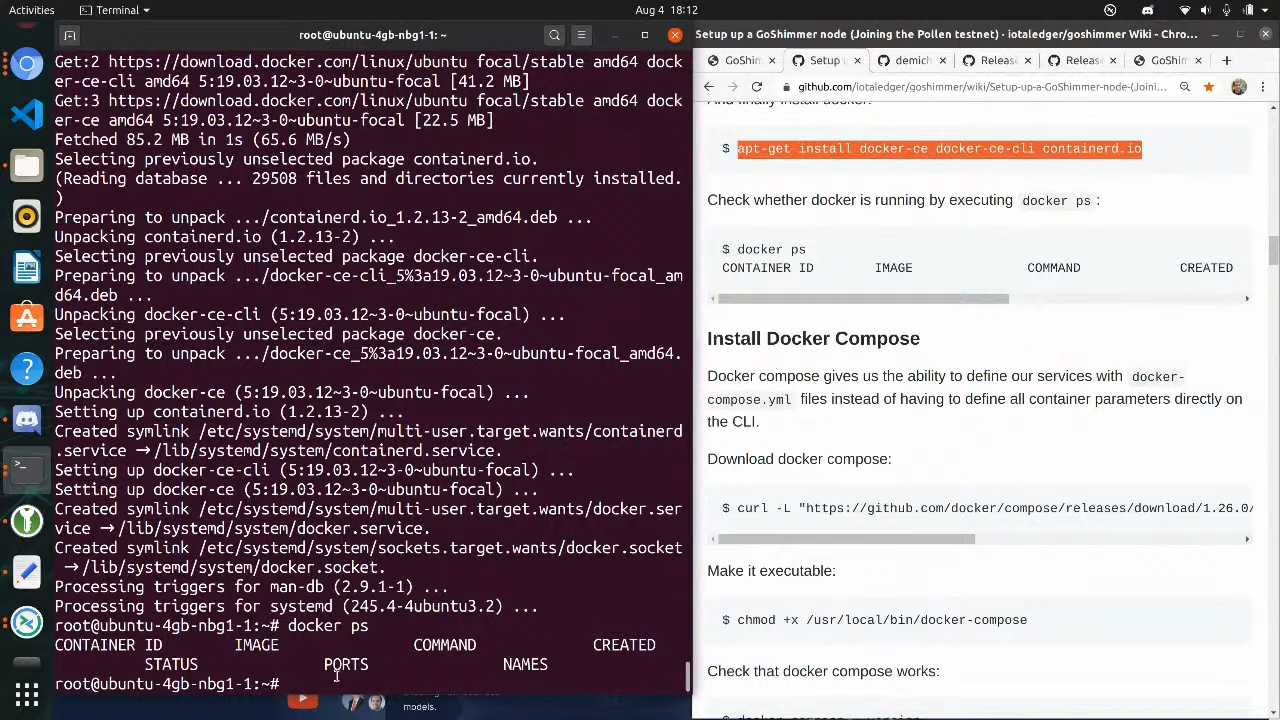 Activities
Terminal
Aug 4 18:12
root@ubuntu-4gb-nbg1-1: ~
Get:2 https://download.docker.com/linux/ubuntu focal/stable amd64 dock
er-ce-cli amd64 5:19.03.12~3-0~ubuntu-focal [41.2 MB]
Get:3 https://download.docker.com/linux/ubuntu focal/stable amd64 dock
er-ce amd64 5:19.03.12~3-0~ubuntu-focal [22.5 MB]
Fetched 85.2 MB in 1s (65.6 MB/s)
Selecting previously unselected package containerd.io.
(Reading database ... 29508 files and directories currently installed.
)
Preparing to unpack .../containerd.io_1.2.13-2_amd64.deb ...
Unpacking containerd.io (1.2.13-2) ...
Selecting previously unselected package docker-ce-cli.
Preparing to unpack .../docker-ce-cli_5%3a19.03.12~3-0~ubuntu-focal_am
d64.deb ...
Unpacking docker-ce-cli (5:19.03.12~3-0~ubuntu-focal) ...
Selecting previously unselected package docker-ce.
Preparing to unpack .../docker-ce_5%3a19.03.12~3-0~ubuntu-focal_amd64.
deb ...
Unpacking docker-ce (5:19.03.12~3-0~ubuntu-focal) ...
Setting up containerd.io (1.2.13-2) ...
Created symlink /etc/systemd/system/multi-user.target.wants/containerd
.service → /lib/systemd/system/containerd.service.
Setting up docker-ce-cli (5:19.03.12~3-0~ubuntu-focal) ...
Setting up docker-ce (5:19.03.12~3-0~ubuntu-focal) ...
Created symlink /etc/systemd/system/multi-user.target.wants/docker.ser
vice → /lib/systemd/system/docker.service.
Created symlink /etc/systemd/system/sockets.target.wants/docker.socket
→ /lib/systemd/system/docker.socket.
Processing triggers for man-db (2.9.1-1) ...
Processing triggers for systemd (245.4-4ubuntu3.2) ...
root@ubuntu-4gb-nbg1-1:~# docker ps
CONTAINER ID IMAGE COMMAND CREATED
STATUS PORTS NAMES
root@ubuntu-4gb-nbg1-1:~#
models.
Setup up a GoShimmer node (Joining the Pollen testnet) · iotaledger/goshimmer Wiki - Chro...
GoShim
Setup u
demich
Release
Release
GoShim
github.com/iotaledger/goshimmer/wiki/Setup-up-a-GoShimmer-node-(Joi...
And finally install docker:
$ apt-get install docker-ce docker-ce-cli containerd.io
Check whether docker is running by executing docker ps :
$ docker ps
CONTAINER ID IMAGE COMMAND CREATED
Install Docker Compose
Docker compose gives us the ability to define our services with docker-
compose.yml files instead of having to define all container parameters directly on
the CLI.
Download docker compose:
$ curl -L "https://github.com/docker/compose/releases/download/1.26.0/
Make it executable:
$ chmod +x /usr/local/bin/docker-compose
Check that docker compose works: